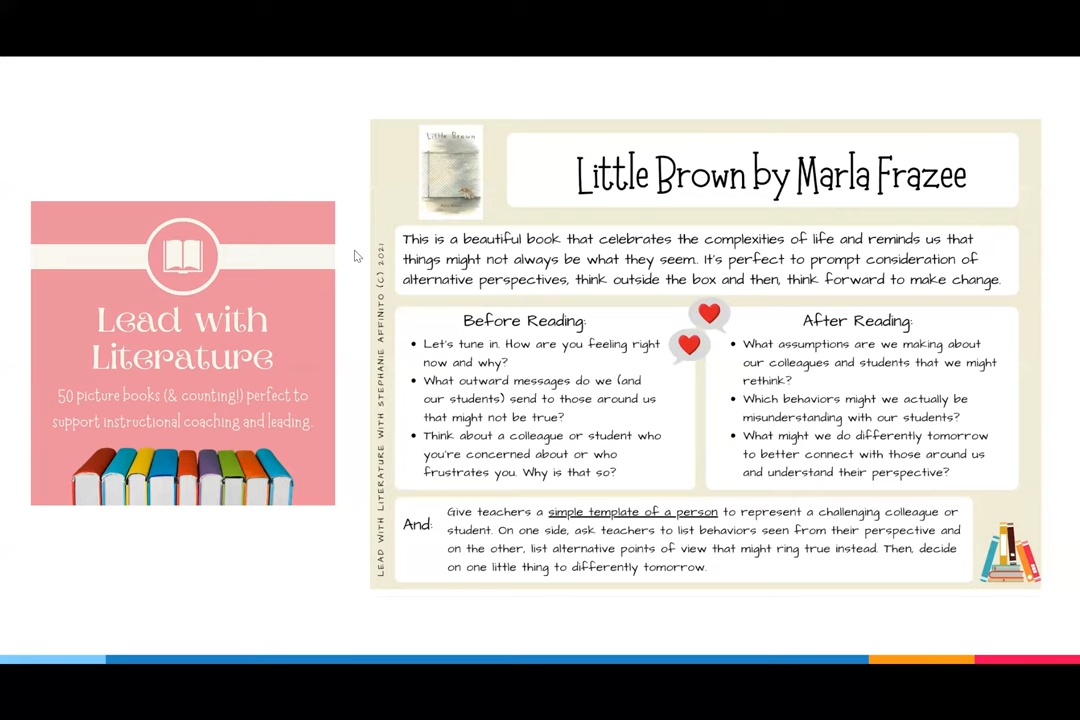 Lead with
Literature
50 picture books (& counting!) perfect to
support instructional coaching and leading.
LEAD WITH LITERATURE WITH STEPHANIE AFFINITO (C) 2021
Little Brown
Little Brown by Marla Frazee
This is a beautiful book that celebrates the complexities of life and reminds us that
things might not always be what they seem. It's perfect to prompt consideration of
alternative perspectives, think outside the box and then, think forward to make change.
Before Reading:
• Let's tune in. How are you feeling right
now and why?
• What outward messages do we (and
our students) send to those around us
that might not be true?
• Think about a colleague or student who
you're concerned about or who
frustrates you. Why is that so?
After Reading:
• What assumptions are we making about
our colleagues and students that we might
rethink?
• Which behaviors might we actually be
misunderstanding with our students?
• What might we do differently tomorrow
to better connect with those around us
and understand their perspective?
And:
Give teachers a simple template of a person to represent a challenging colleague or
student. On one side, ask teachers to list behaviors seen from their perspective and
on the other, list alternative points of view that might ring true instead. Then, decide
on one little thing to differently tomorrow.